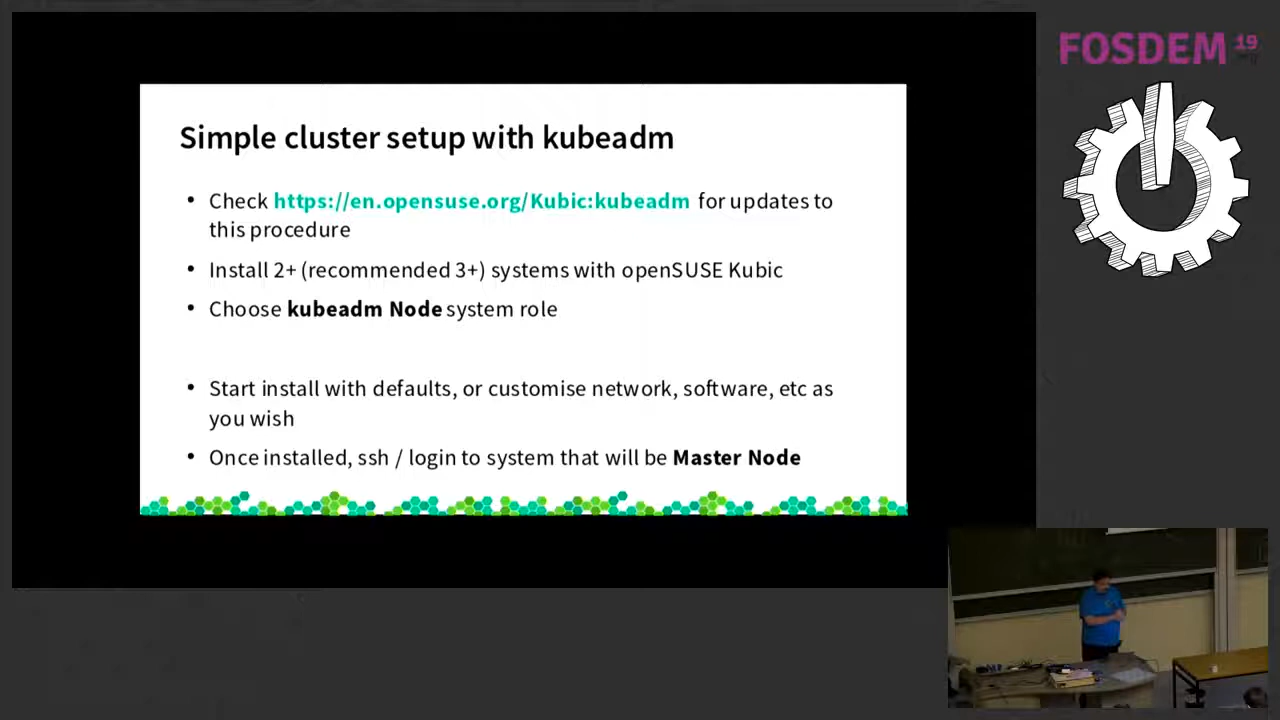 FOSDEM 19
Simple cluster setup with kubeadm
• Check https://en.opensuse.org/Kubic:kubeadm for updates to
this procedure
• Install 2+ (recommended 3+) systems with openSUSE Kubic
• Choose kubeadm Node system role
• Start install with defaults, or customise network, software, etc as
you wish
• Once installed, ssh / login to system that will be Master Node